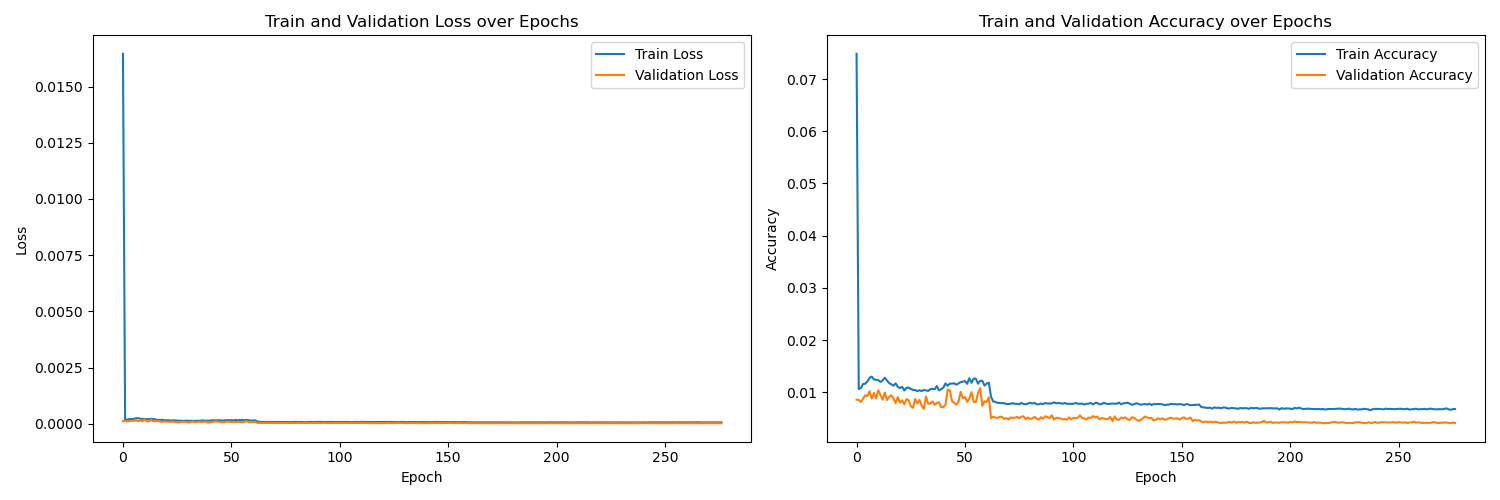 Train and Validation Loss over Epochs
Train Loss
Validation Loss
0.0150
0.0125
0.0100
0.0075
0.0050
0.0025
0.0000
Loss
0 50 100 150 200 250
Epoch
Train and Validation Accuracy over Epochs
Train Accuracy
Validation Accuracy
0.07
0.06
0.05
0.04
0.03
0.02
0.01
Accuracy
0 50 100 150 200 250
Epoch